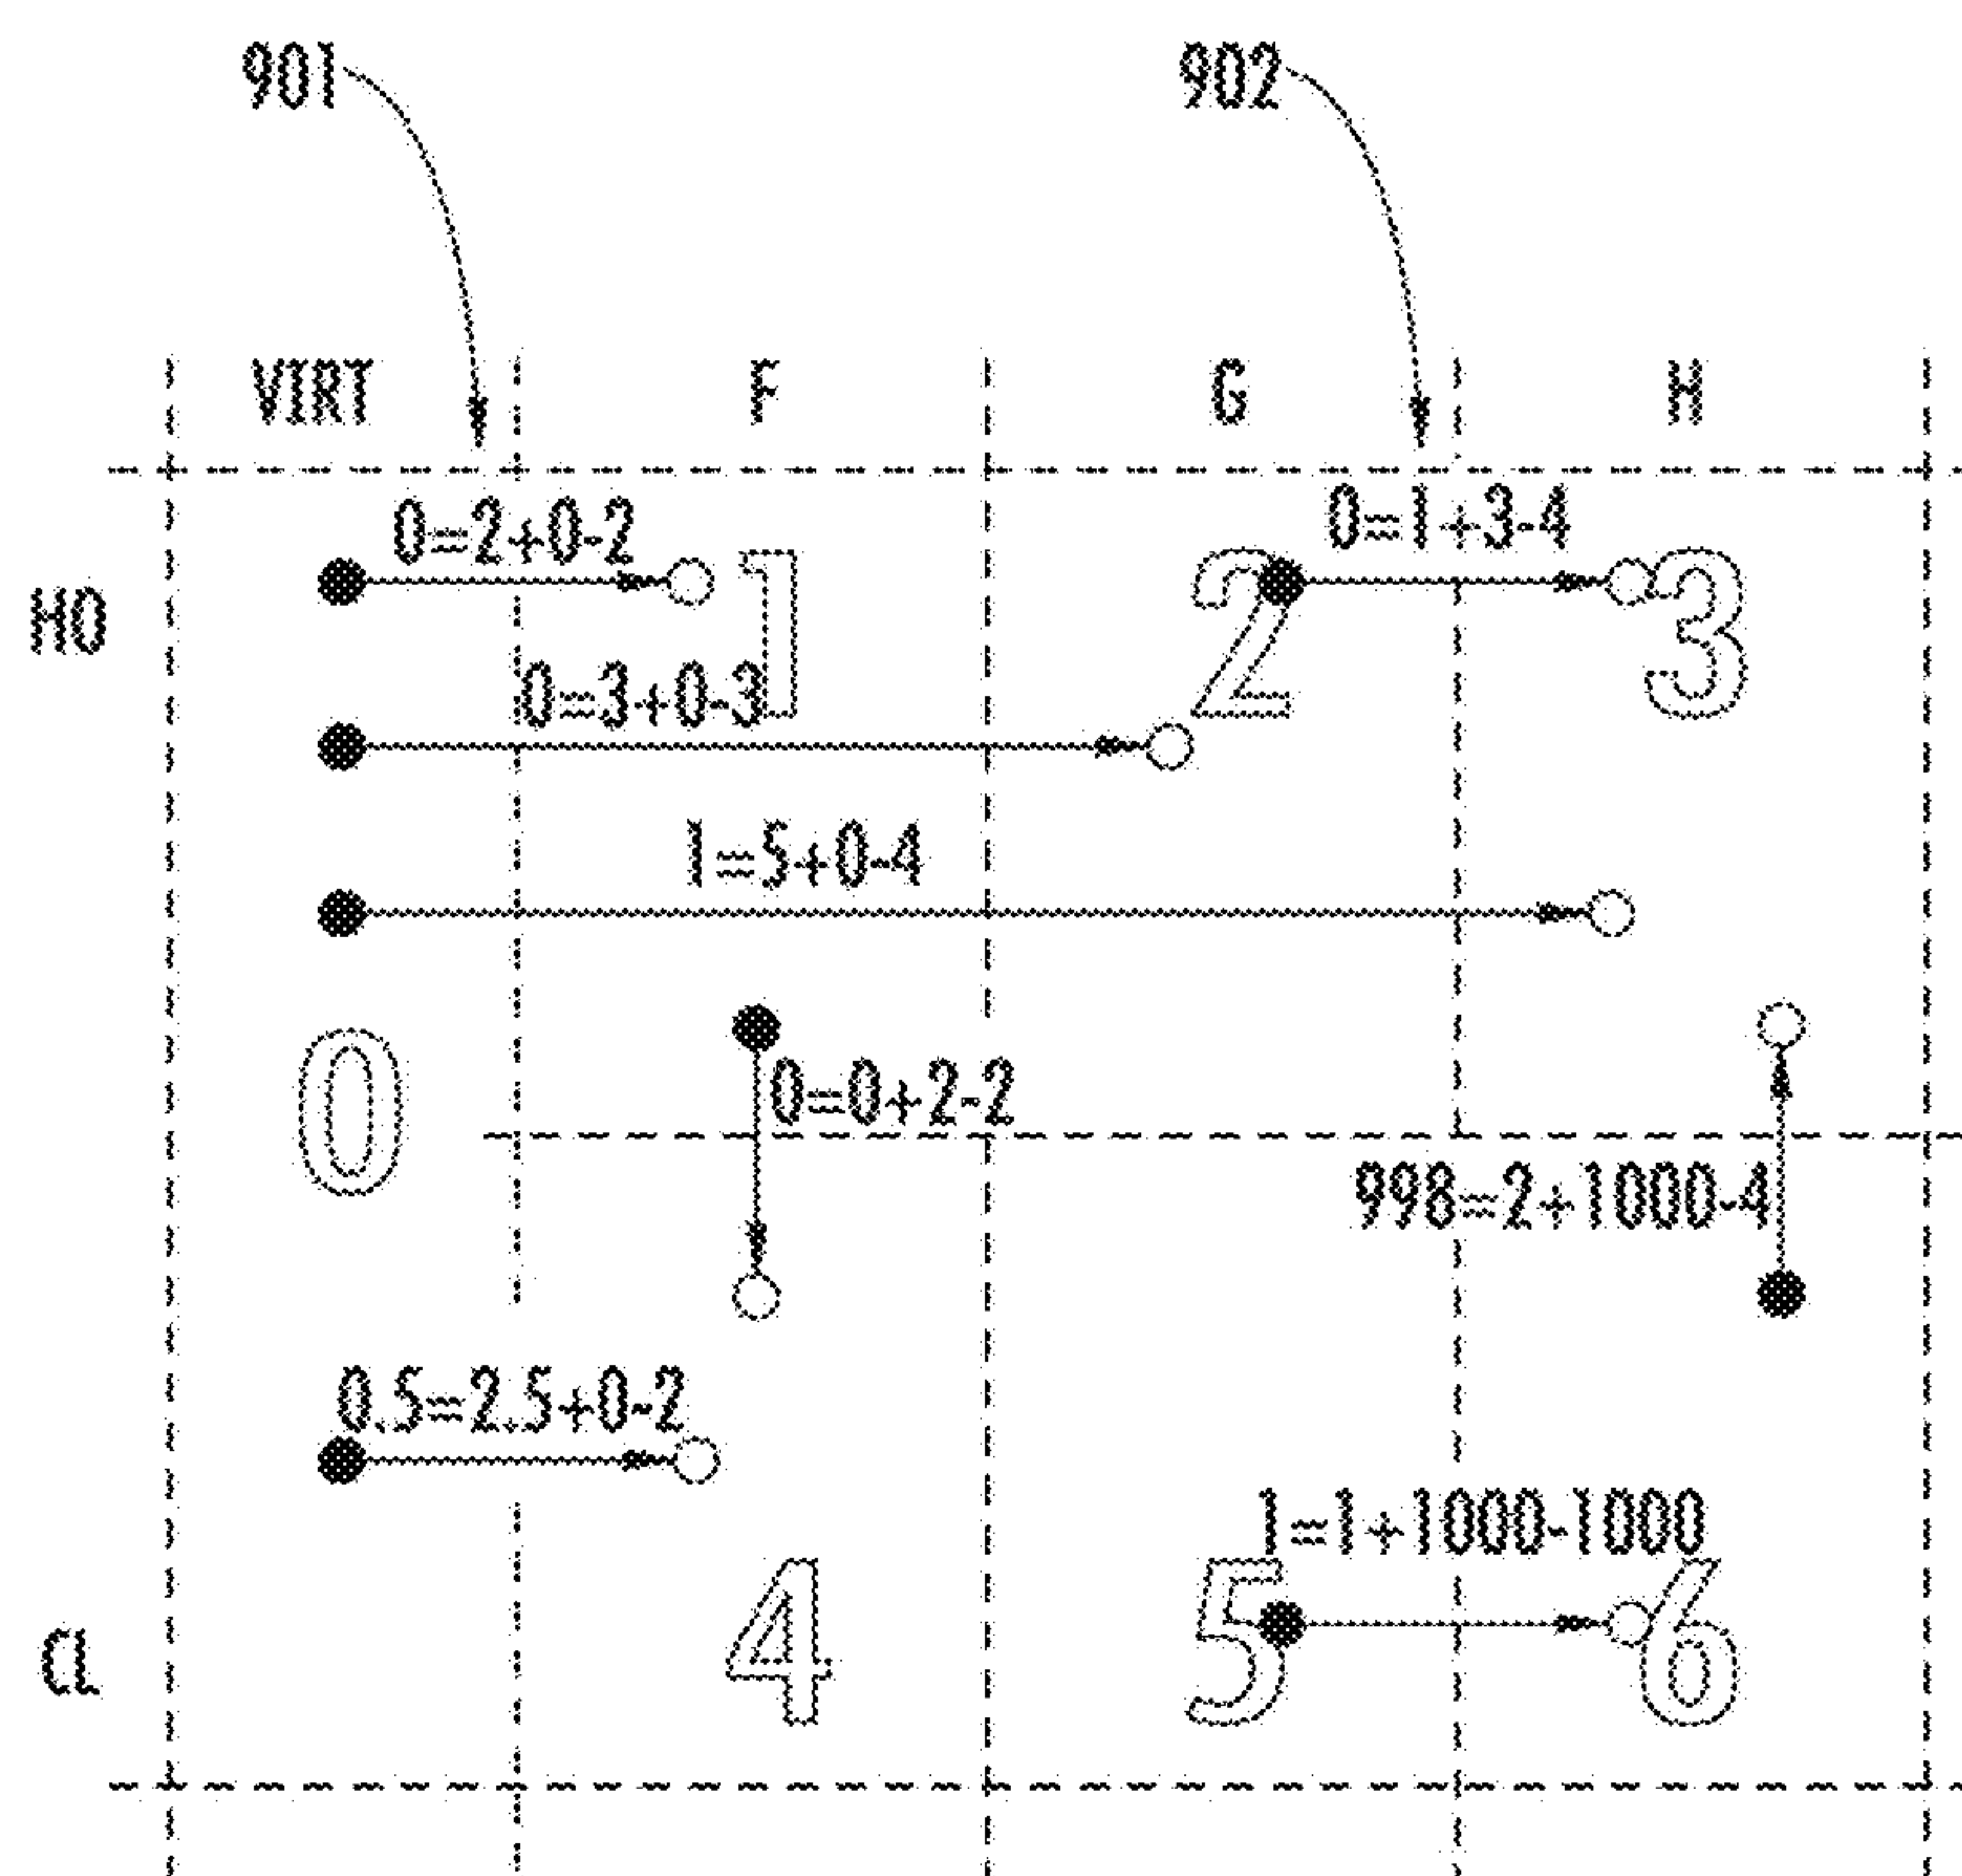 901 902
VIRT F G H
0=2+0-2 0=1+3-4
HO 1 2 3
0=3+0-3
1=5+0-4
0 0=0+2-2
998=2+1000-4
0.5=2.5+0-2
1=1+1000-1000
a 4 5 6